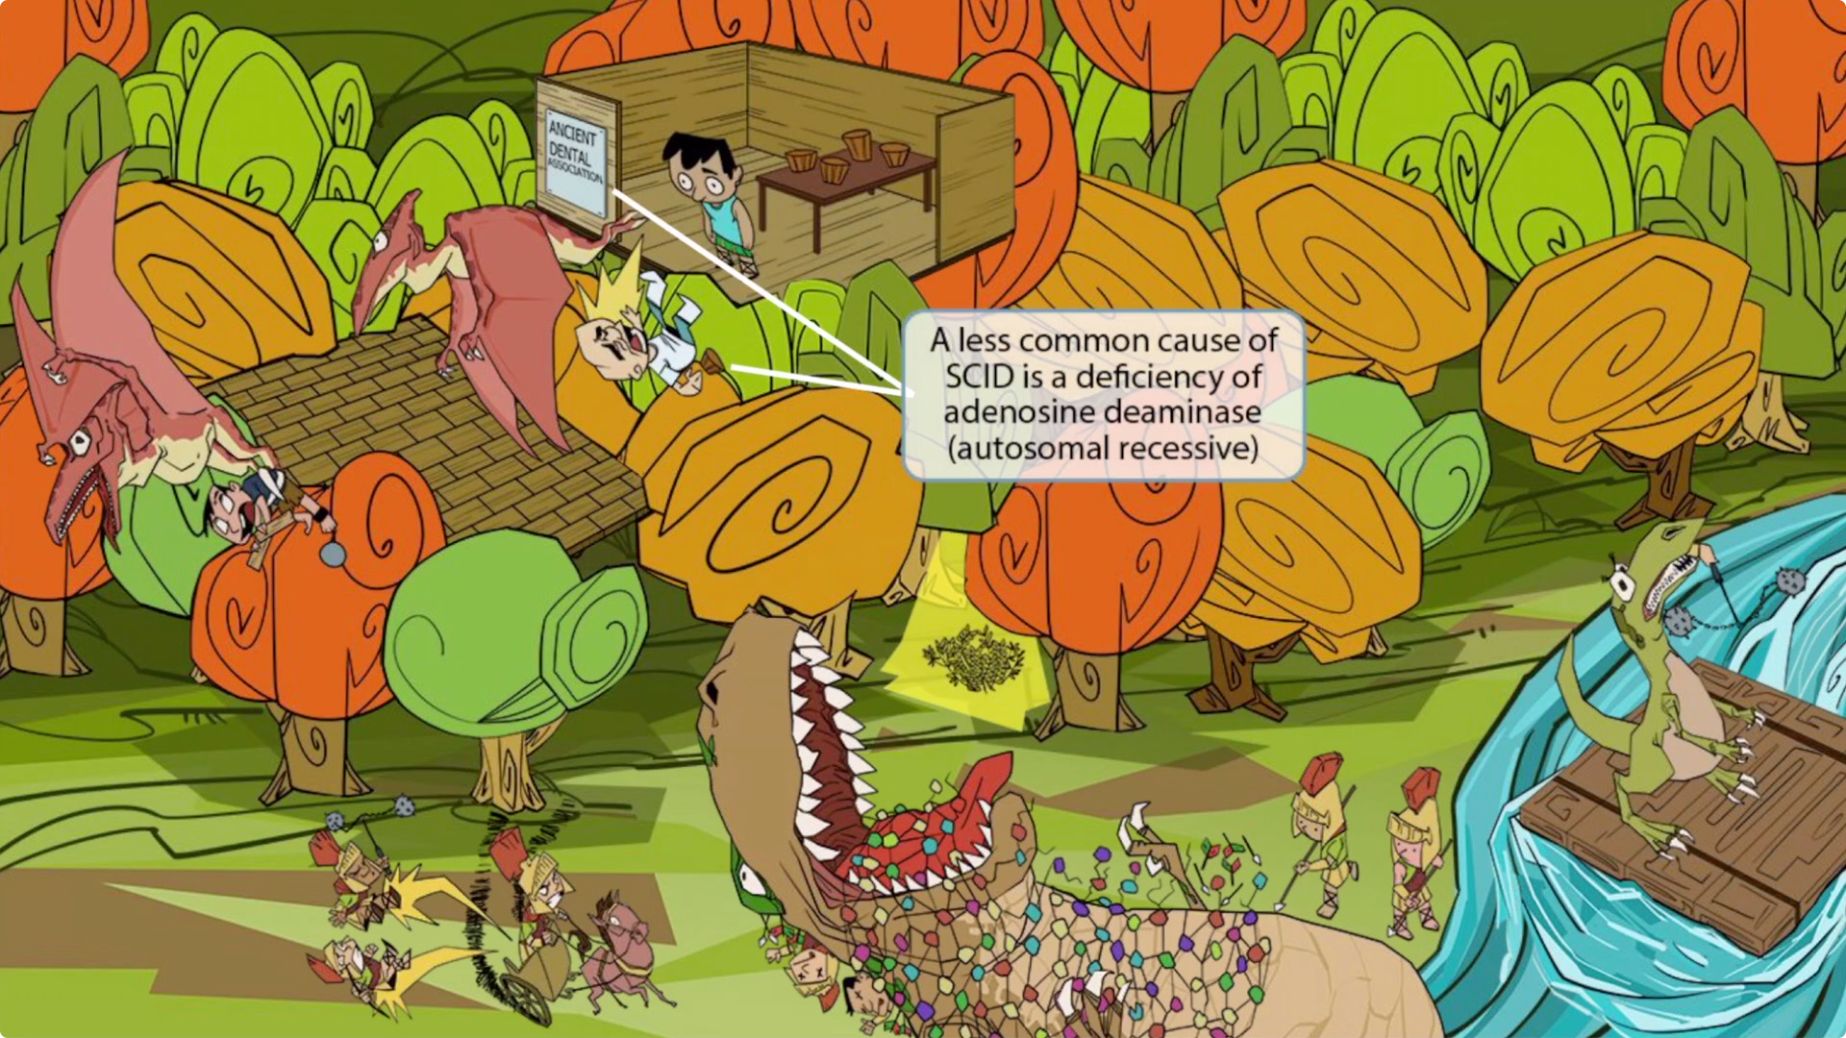 ANCIENT
DENTAL
ASSOCIATION
A less common cause of
SCID is a deficiency of
adenosine deaminase
(autosomal recessive)